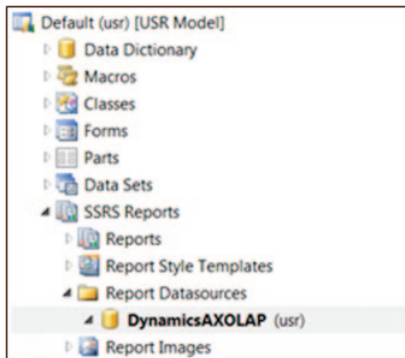 Default (usr) [USR Model]
Data Dictionary
Macros
Classes
Forms
Parts
Data Sets
SSRS Reports
Reports
Report Style Templates
Report Datasources
DynamicsAXOLAP (usr)
Report Images